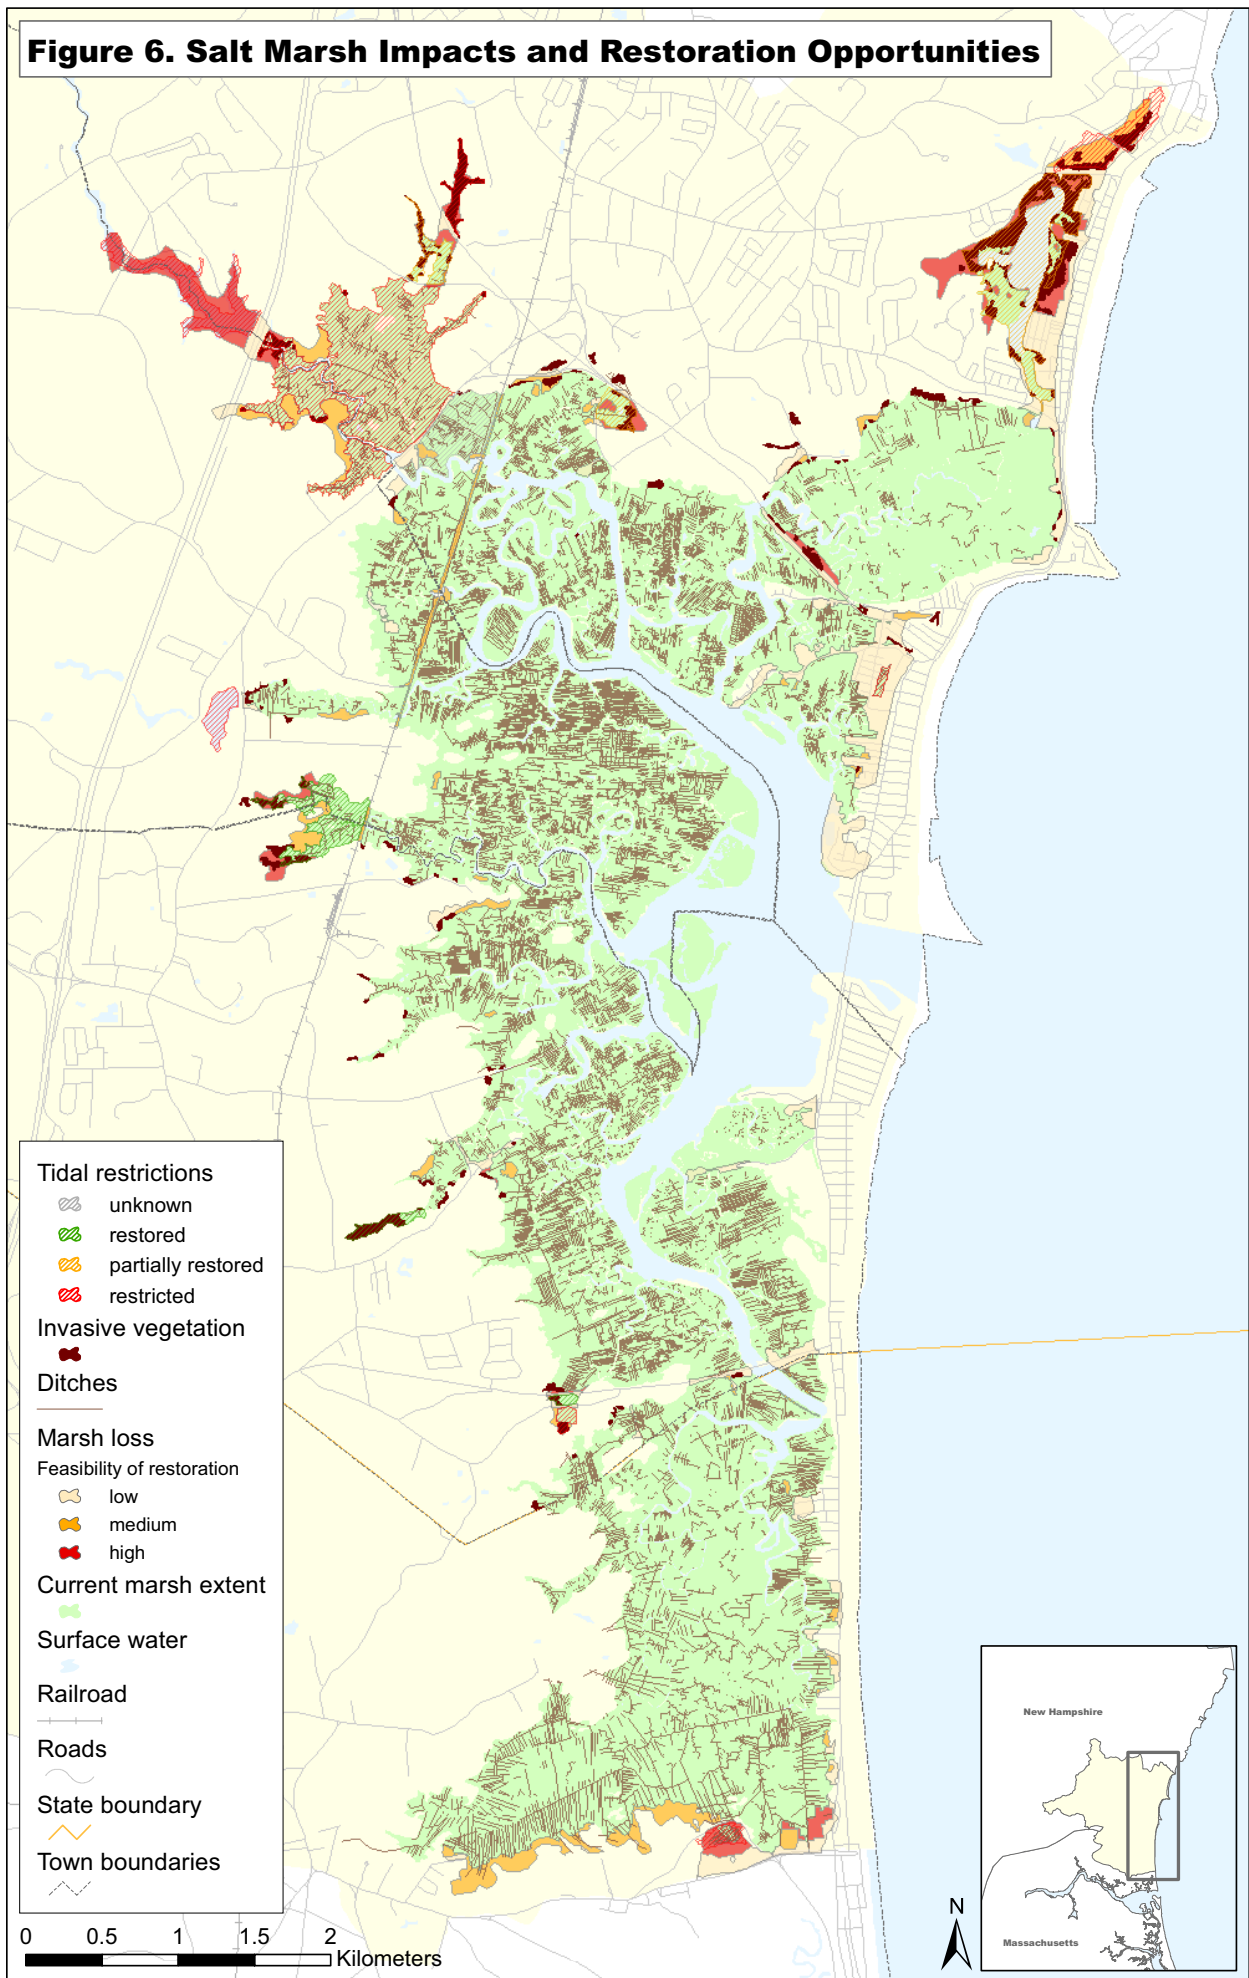 Figure 6. Salt Marsh Impacts and Restoration Opportunities
Tidal restrictions
unknown
restored
partially restored
restricted
Invasive vegetation
Ditches
Marsh loss
Feasibility of restoration
low
medium
high
Current marsh extent
Surface water
Railroad
Roads
State boundary
Town boundaries
0 0.5 1 1.5 2
Kilometers
N
New Hampshire
Massachusetts